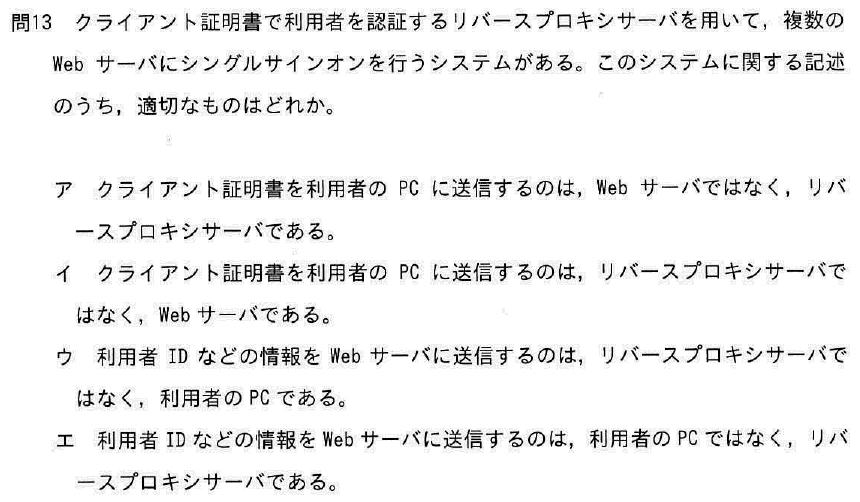 問13　クライアント証明書で利用者を認証するリバースプロキシサーバを用いて，複数の
Web サーバにシングルサインオンを行うシステムがある。このシステムに関する記述
のうち，適切なものはどれか。
ア　クライアント証明書を利用者の PC に送信するのは，Web サーバではなく，リバ
ースプロキシサーバである。
イ　クライアント証明書を利用者の PC に送信するのは，リバースプロキシサーバで
はなく，Web サーバである。
ウ　利用者 ID などの情報を Web サーバに送信するのは，リバースプロキシサーバで
はなく，利用者の PC である。
エ　利用者 ID などの情報を Web サーバに送信するのは，利用者の PC ではなく，リバ
ースプロキシサーバである。